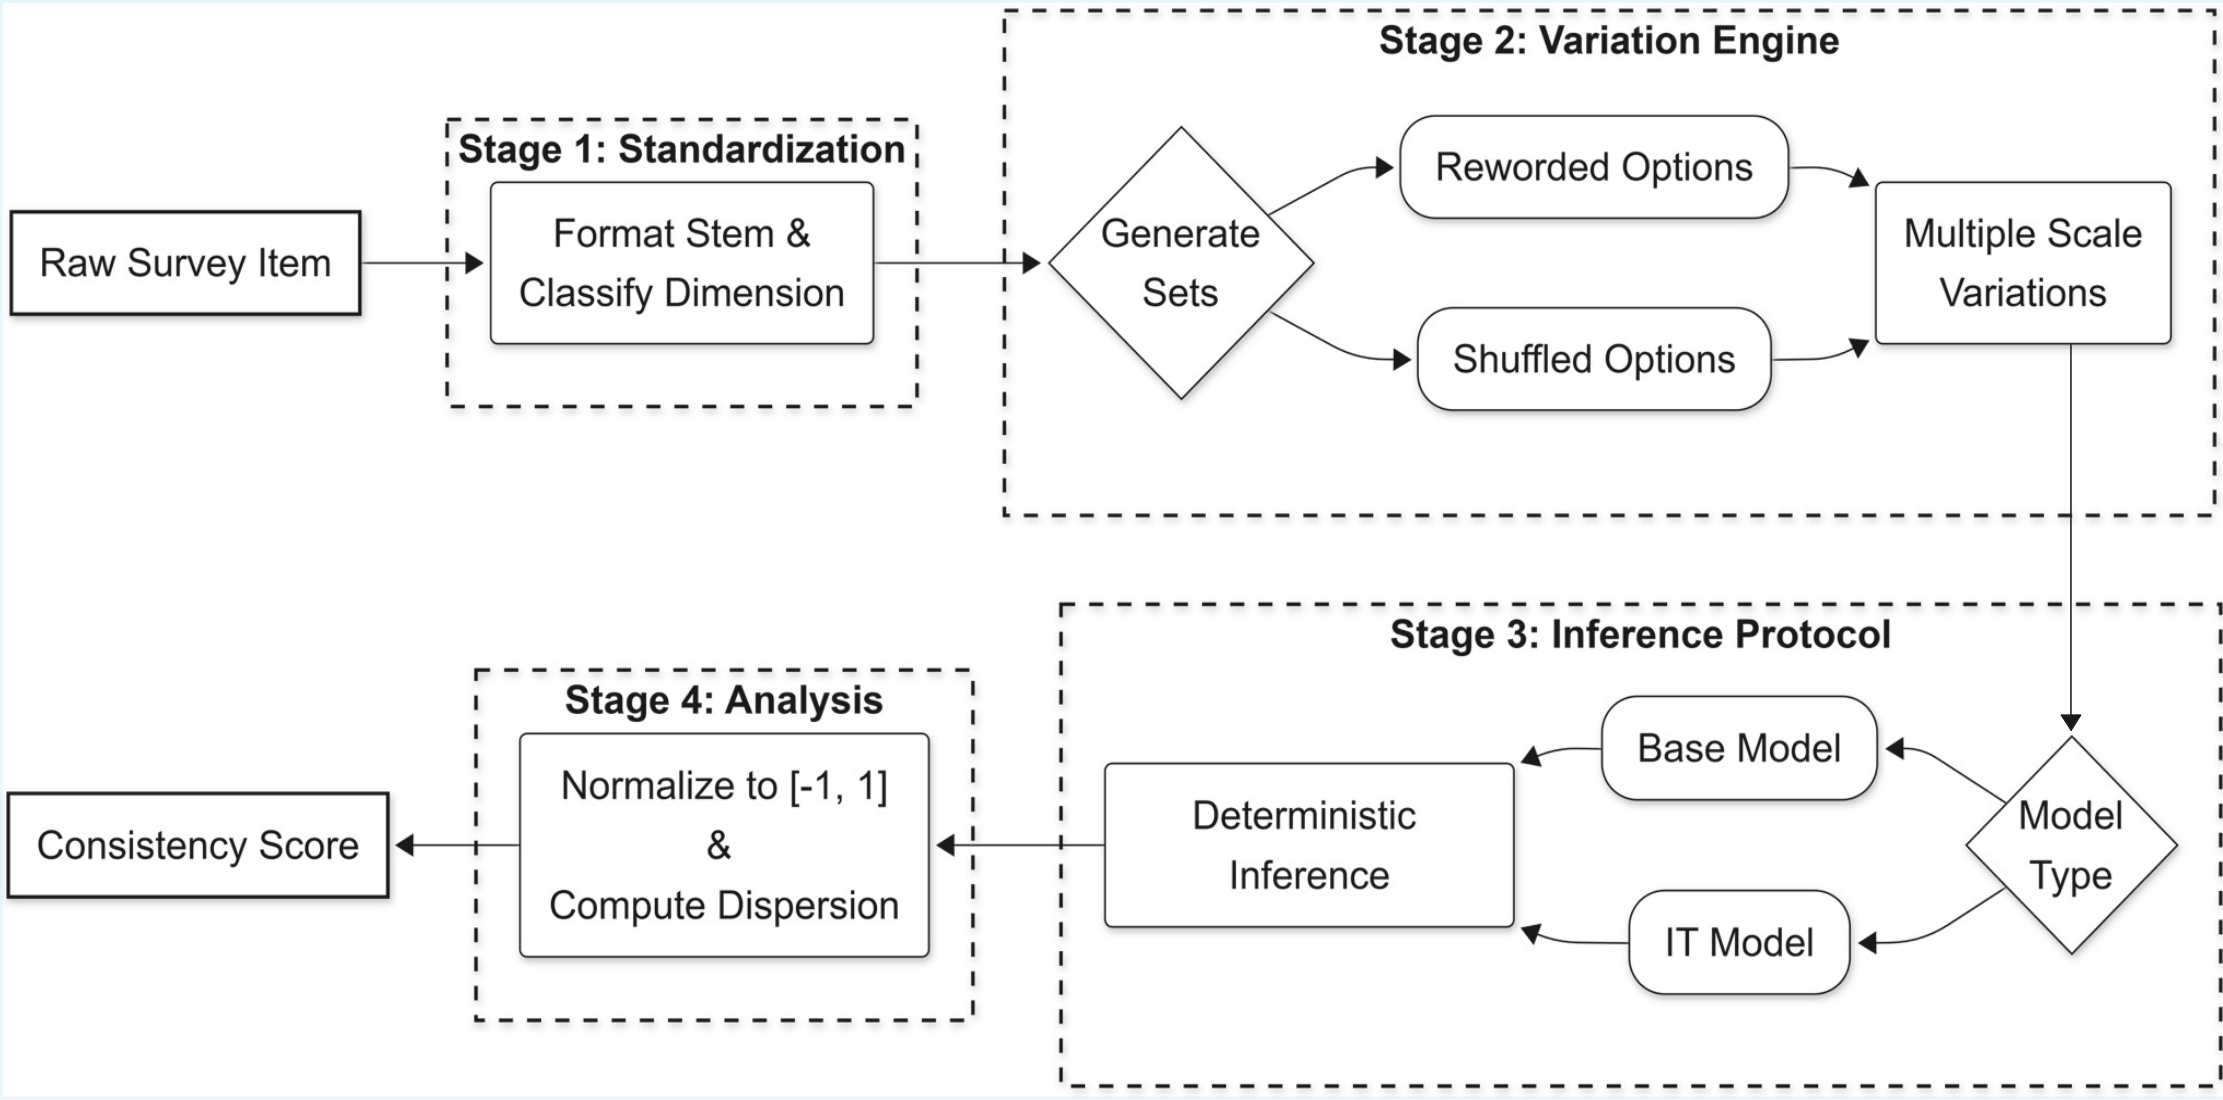 Raw Survey Item
Stage 1: Standardization
Format Stem &
Classify Dimension
Stage 2: Variation Engine
Generate
Sets
Reworded Options
Shuffled Options
Multiple Scale
Variations
Stage 3: Inference Protocol
Model
Type
Base Model
IT Model
Deterministic
Inference
Stage 4: Analysis
Normalize to [-1, 1]
&
Compute Dispersion
Consistency Score